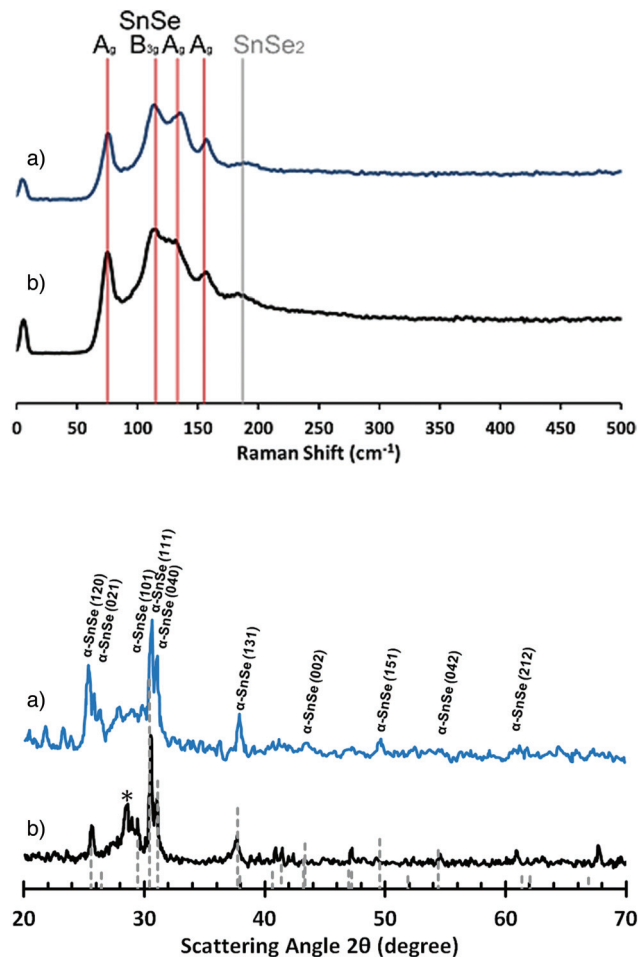 SnSe
Ag B3g Ag Ag SnSe2
a)
b)
0 50 100 150 200 250 300 350 400 450 500
Raman Shift (cm-1)
α-SnSe (120)
α-SnSe (021)
α-SnSe (101)
α-SnSe (111)
α-SnSe (040)
α-SnSe (131)
α-SnSe (002)
α-SnSe (151)
α-SnSe (042)
α-SnSe (212)
a)
*
b)
20 30 40 50 60 70
Scattering Angle 2θ (degree)